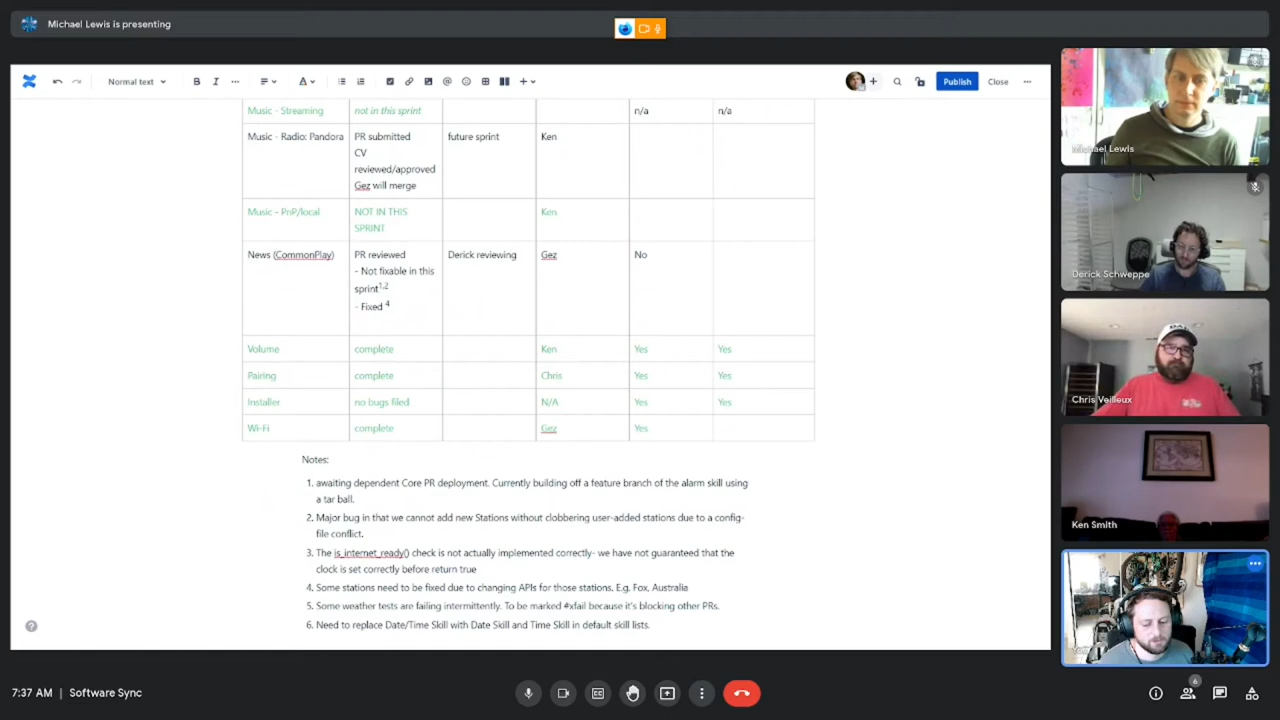 Michael Lewis is presenting
Normal text
B I
Publish Close
Music - Streaming not in this sprint n/a n/a
Music - Radio: Pandora PR submitted future sprint Ken
CV
reviewed/approved
Gez will merge
Music - PnP/local NOT IN THIS Ken
SPRINT
News (CommonPlay) PR reviewed Derick reviewing Gez No
- Not fixable in this
sprint1,2
- Fixed 4
Volume complete Ken Yes Yes
Pairing complete Chris Yes Yes
Installer no bugs filed N/A Yes Yes
Wi-Fi complete Gez Yes
Notes:
1. awaiting dependent Core PR deployment. Currently building off a feature branch of the alarm skill using
a tar ball.
2. Major bug in that we cannot add new Stations without clobbering user-added stations due to a config-
file conflict.
3. The is_internet_ready() check is not actually implemented correctly- we have not guaranteed that the
clock is set correctly before return true
4. Some stations need to be fixed due to changing APIs for those stations. E.g. Fox, Australia
5. Some weather tests are failing intermittently. To be marked #xfail because it's blocking other PRs.
6. Need to replace Date/Time Skill with Date Skill and Time Skill in default skill lists.
Michael Lewis
Derick Schweppe
Chris Veilleux
Ken Smith
7:37 AM | Software Sync
6